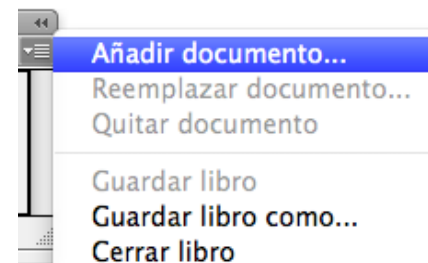 Añadir documento...
Reemplazar documento...
Quitar documento
Guardar libro
Guardar libro como...
Cerrar libro